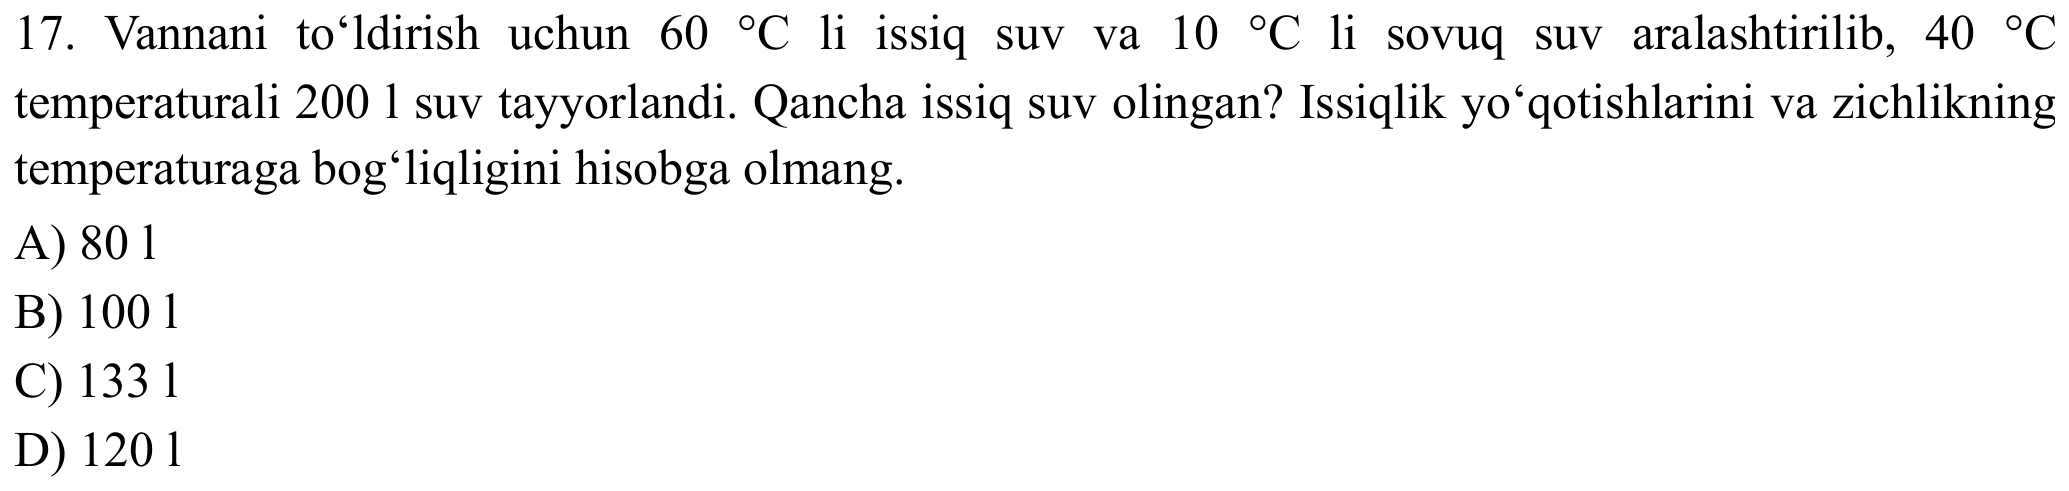 17. Vannani to‘ldirish uchun 60 °C li issiq suv va 10 °C li sovuq suv aralashtirilib, 40 °C
temperaturali 200 l suv tayyorlandi. Qancha issiq suv olingan? Issiqlik yo‘qotishlarini va zichlikning
temperaturaga bog‘liqligini hisobga olmang.
A) 80 l
B) 100 l
C) 133 l
D) 120 l